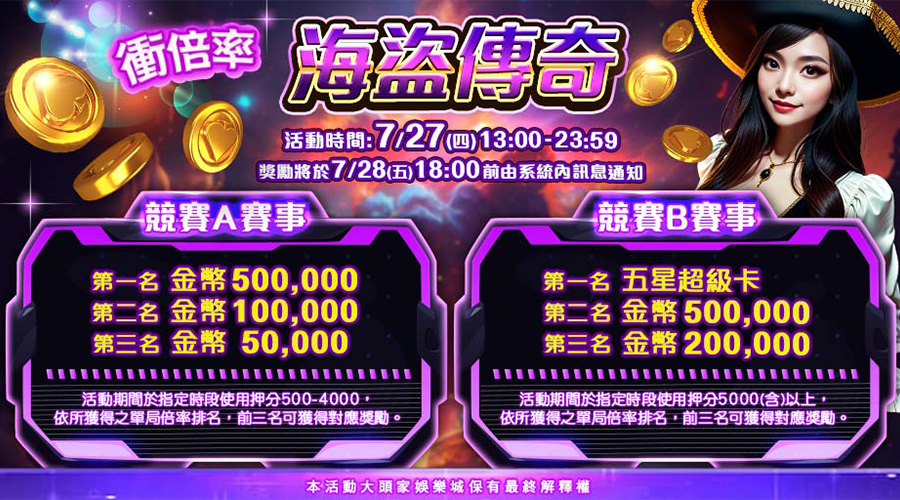 衝倍率
海盜傳奇
活動時間:7/27(四)13:00-23:59
獎勵將於7/28(五)18:00前由系統內訊息通知
競賽A賽事
第一名 金幣500,000
第二名 金幣100,000
第三名 金幣 50,000
活動期間於指定時段使用押分500-4000，
依所獲得之單局倍率排名，前三名可獲得對應獎勵。
競賽B賽事
第一名 五星超級卡
第二名 金幣500,000
第三名 金幣200,000
活動期間於指定時段使用押分5000(含)以上，
依所獲得之單局倍率排名，前三名可獲得對應獎勵。
本活動大頭家娛樂城保有最終解釋權